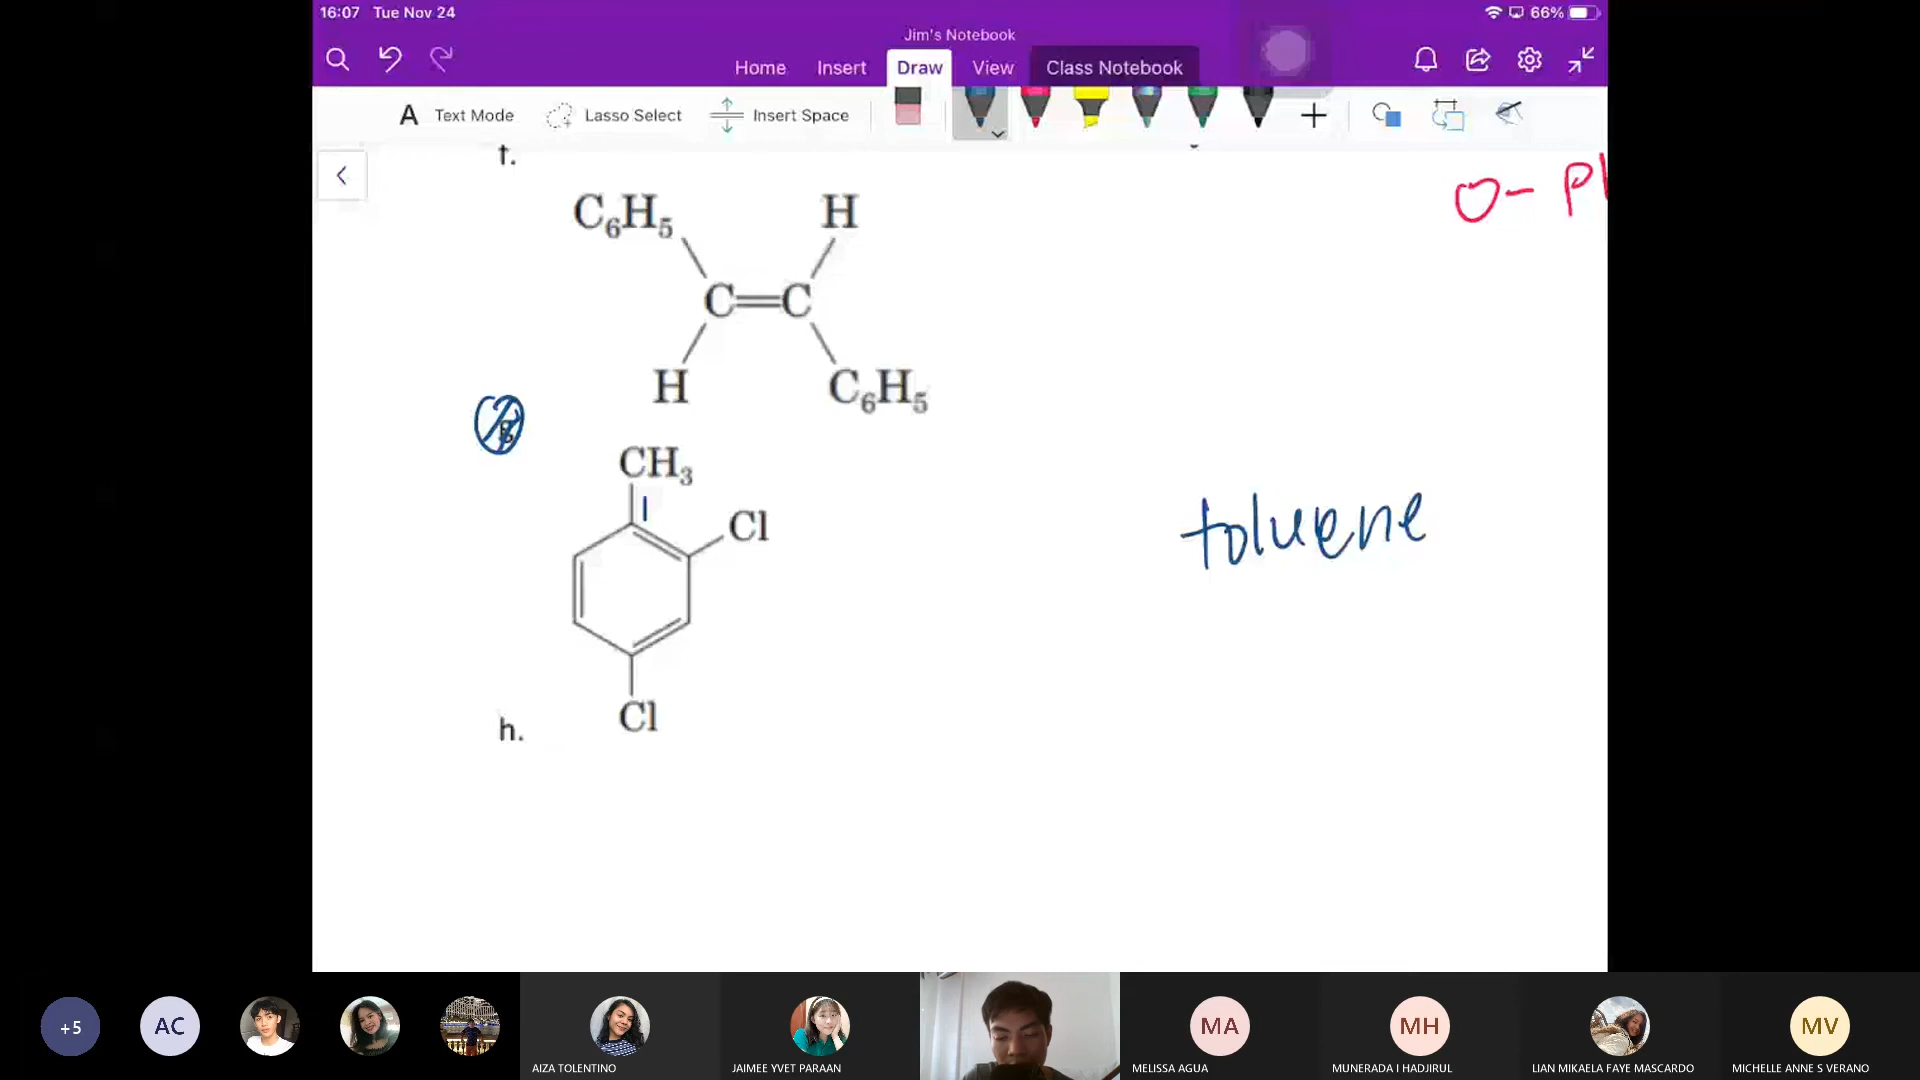 16:07 Tue Nov 24
66%
Jim's Notebook
Home Insert Draw View Class Notebook
A Text Mode Lasso Select Insert Space
O-
C6H5 H
C=C
H C6H5
CH3
1
Cl
toluene
Cl
h.
+5
AC
MA
MH
MV
AIZA TOLENTINO
JAIMEE YVET PARAAN
MELISSA AGUA
MUNERADA I HADJIRUL
LIAN MIKAELA FAYE MASCARDO
MICHELLE ANNE S VERANO